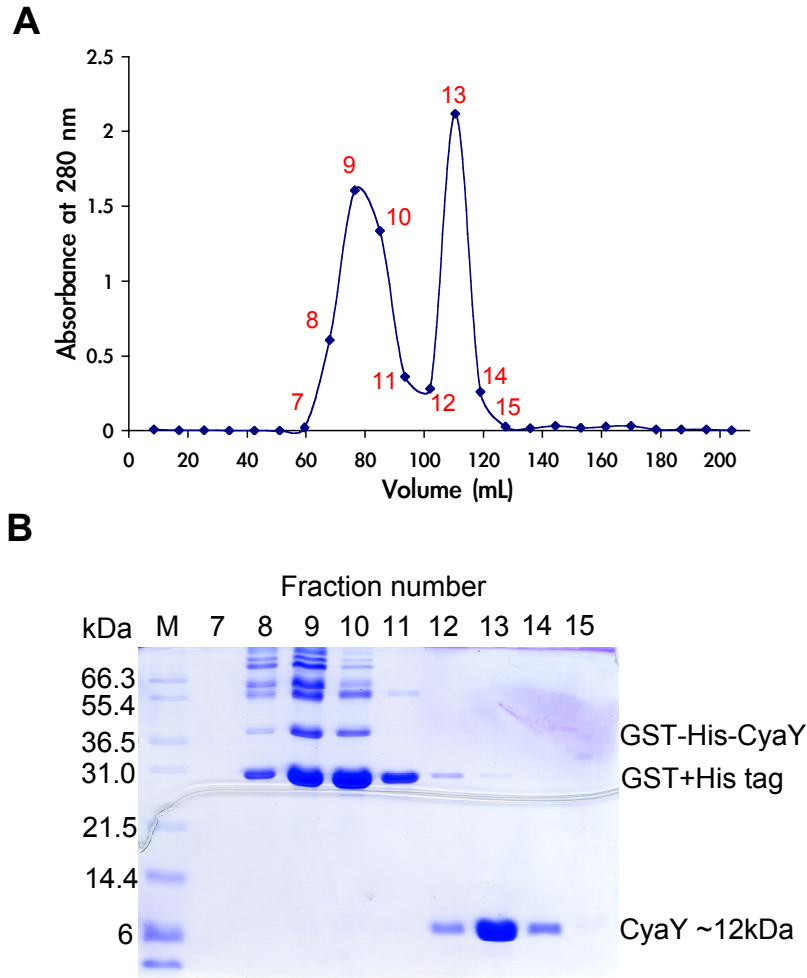 A
2.5
2
1.5
1
0.5
0
Absorbance at 280 nm
0 20 40 60 80 100 120 140 160 180 200
Volume (mL)
7
8
9
10
11
12
13
14
15
B
Fraction number
kDa M 7 8 9 10 11 12 13 14 15
66.3
55.4
36.5
31.0
21.5
14.4
6
GST-His-CyaY
GST+His tag
CyaY ~12kDa